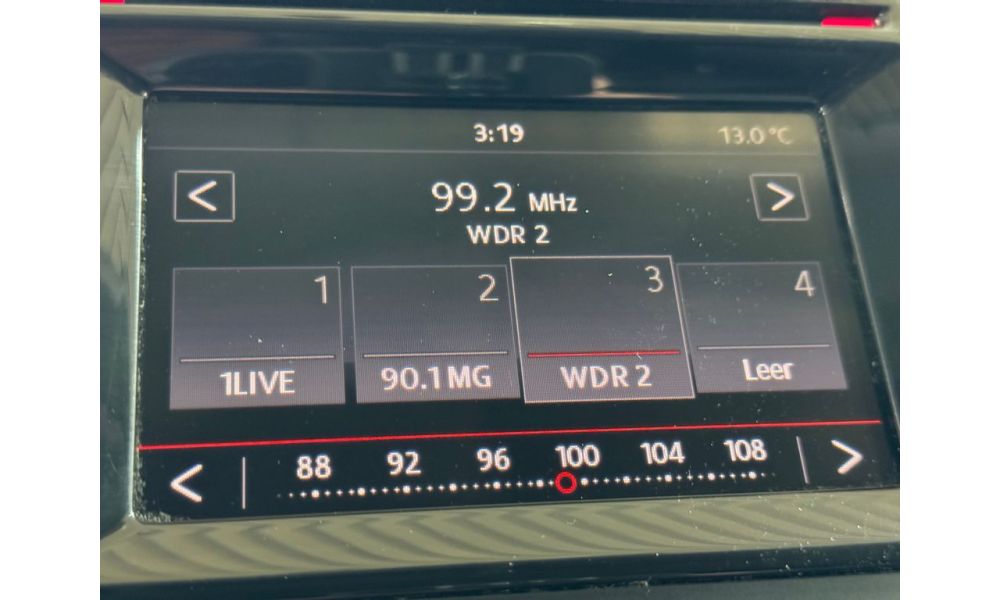 3:19 13.0 °C
< 99.2 MHz >
WDR 2
1 2 3 4
1LIVE 90.1 MG WDR 2 Leer
< 88 92 96 100 104 108 >